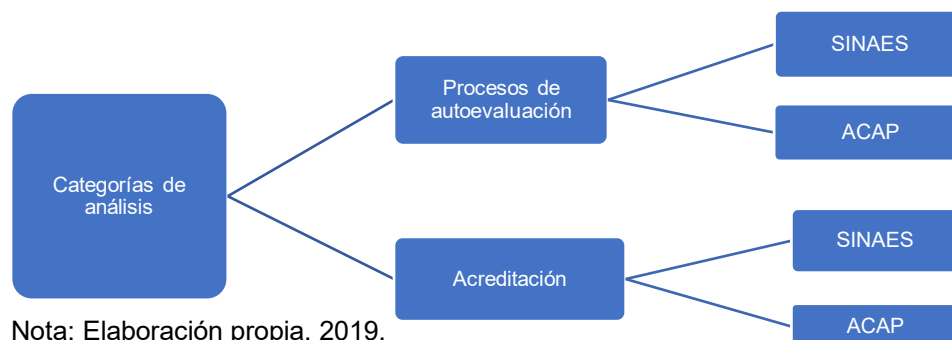 SINAES
Procesos de
autoevaluación
ACAP
Categorías de
análisis
SINAES
Acreditación
ACAP
Nota: Elaboración propia, 2019.